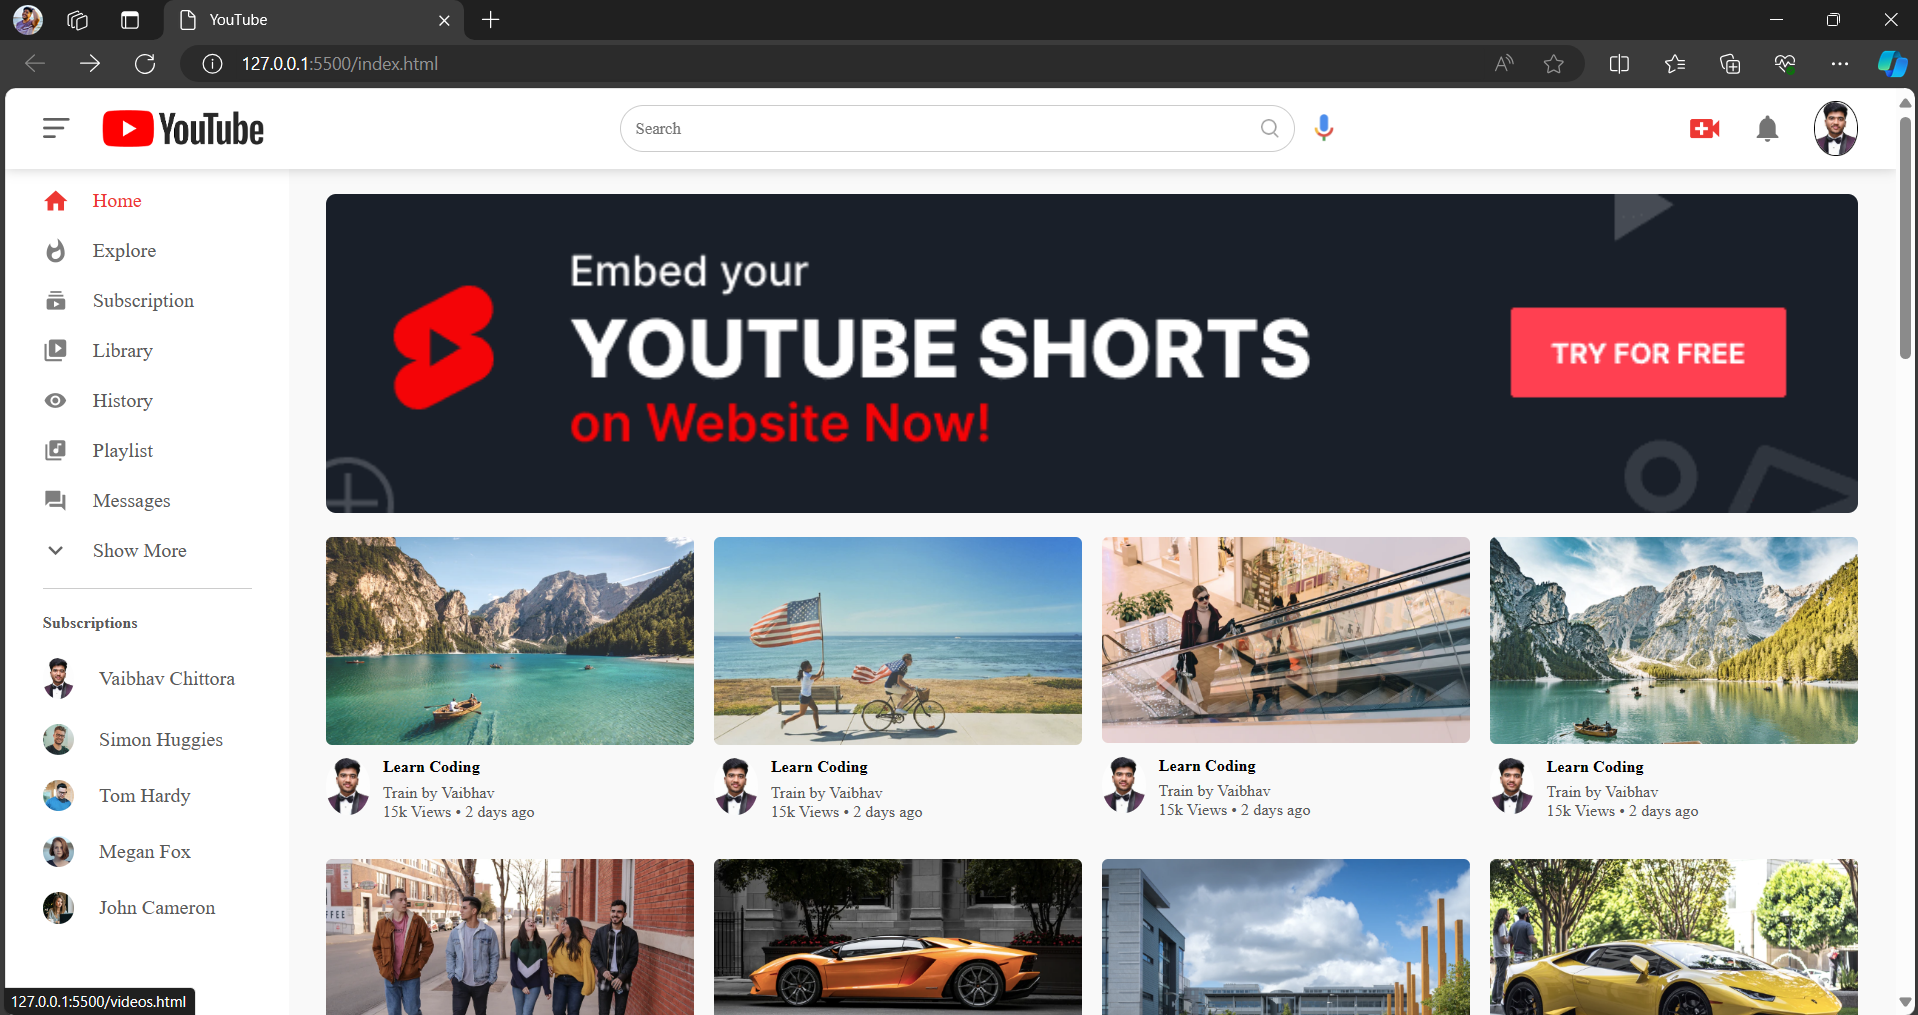 YouTube
127.0.0.1:5500/index.html
YouTube
Search
Home
Explore
Subscription
Library
History
Playlist
Messages
Show More
Subscriptions
Vaibhav Chittora
Simon Huggies
Tom Hardy
Megan Fox
John Cameron
Embed your
YOUTUBE SHORTS
on Website Now!
TRY FOR FREE
Learn Coding
Train by Vaibhav
15k Views • 2 days ago
Learn Coding
Train by Vaibhav
15k Views • 2 days ago
Learn Coding
Train by Vaibhav
15k Views • 2 days ago
Learn Coding
Train by Vaibhav
15k Views • 2 days ago
FFEE
127.0.0.1:5500/videos.html